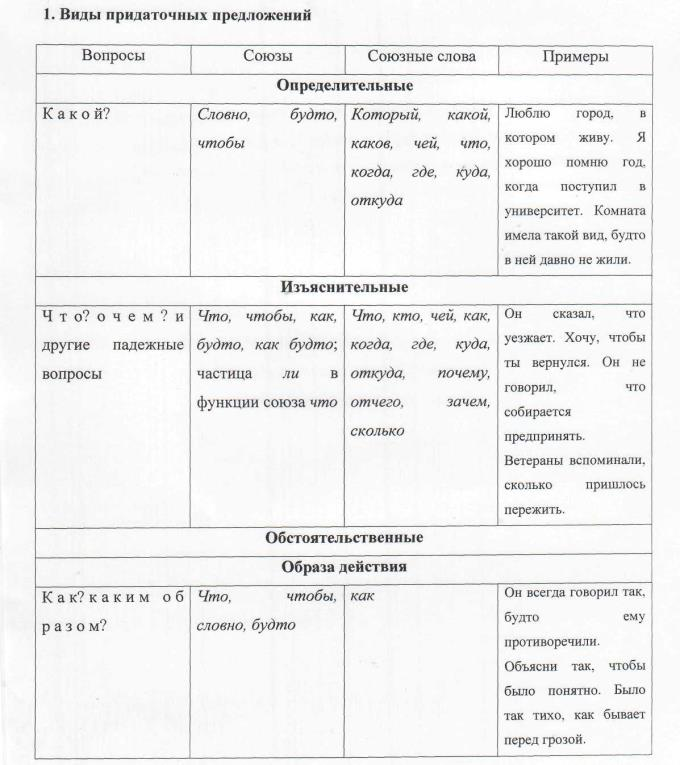 1. Виды придаточных предложений
Вопросы
Союзы
Союзные слова
Примеры
Определительные
К а к о й?
Словно, будто,
чтобы
Который, какой,
каков, чей, что,
когда, где, куда,
откуда
Люблю город, в
котором живу. Я
хорошо помню год,
когда поступил в
университет. Комната
имела такой вид, будто
в ней давно не жили.
Изъяснительные
Ч т о? о ч е м ? и
другие падежные
вопросы
Что, чтобы, как,
будто, как будто;
частица ли в
функции союза что
Что, кто, чей, как,
когда, где, куда,
откуда, почему,
отчего, зачем,
сколько
Он сказал, что
уезжает. Хочу, чтобы
ты вернулся. Он не
говорил, что
собирается
предпринять.
Ветераны вспоминали,
сколько пришлось
пережить.
Обстоятельственные
Образа действия
К а к? к а к и м о б
р а з о м?
Что, чтобы,
словно, будто
как
Он всегда говорил так,
будто ему
противоречили.
Объясни так, чтобы
было понятно. Было
так тихо, как бывает
перед грозой.